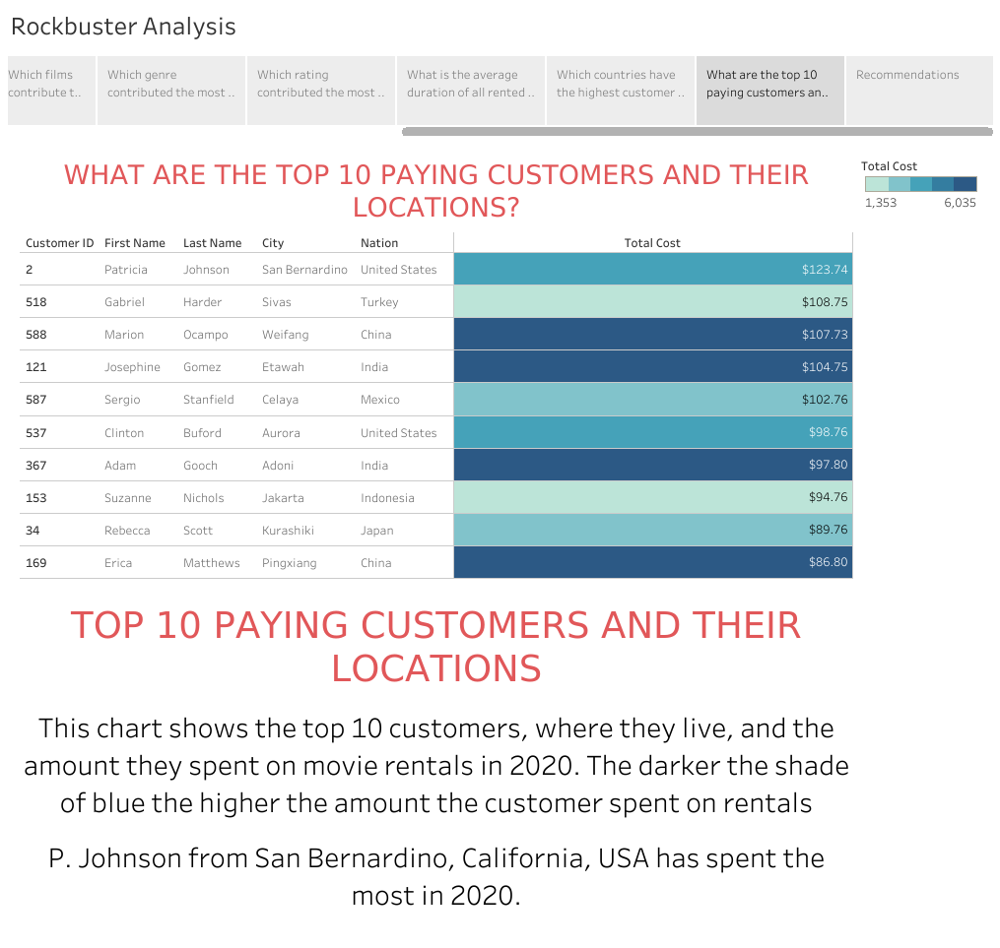 Rockbuster Analysis
Which films
contribute t..
Which genre
contributed the most ..
Which rating
contributed the most ..
What is the average
duration of all rented ..
Which countries have
the highest customer ..
What are the top 10
paying customers an..
Recommendations
WHAT ARE THE TOP 10 PAYING CUSTOMERS AND THEIR
LOCATIONS?
Total Cost
1,353 6,035
Customer ID First Name Last Name City Nation Total Cost
2 Patricia Johnson San Bernardino United States $123.74
518 Gabriel Harder Sivas Turkey $108.75
588 Marion Ocampo Weifang China $107.73
121 Josephine Gomez Etawah India $104.75
587 Sergio Stanfield Celaya Mexico $102.76
537 Clinton Buford Aurora United States $98.76
367 Adam Gooch Adoni India $97.80
153 Suzanne Nichols Jakarta Indonesia $94.76
34 Rebecca Scott Kurashiki Japan $89.76
169 Erica Matthews Pingxiang China $86.80
TOP 10 PAYING CUSTOMERS AND THEIR
LOCATIONS
This chart shows the top 10 customers, where they live, and the
amount they spent on movie rentals in 2020. The darker the shade
of blue the higher the amount the customer spent on rentals
P. Johnson from San Bernardino, California, USA has spent the
most in 2020.